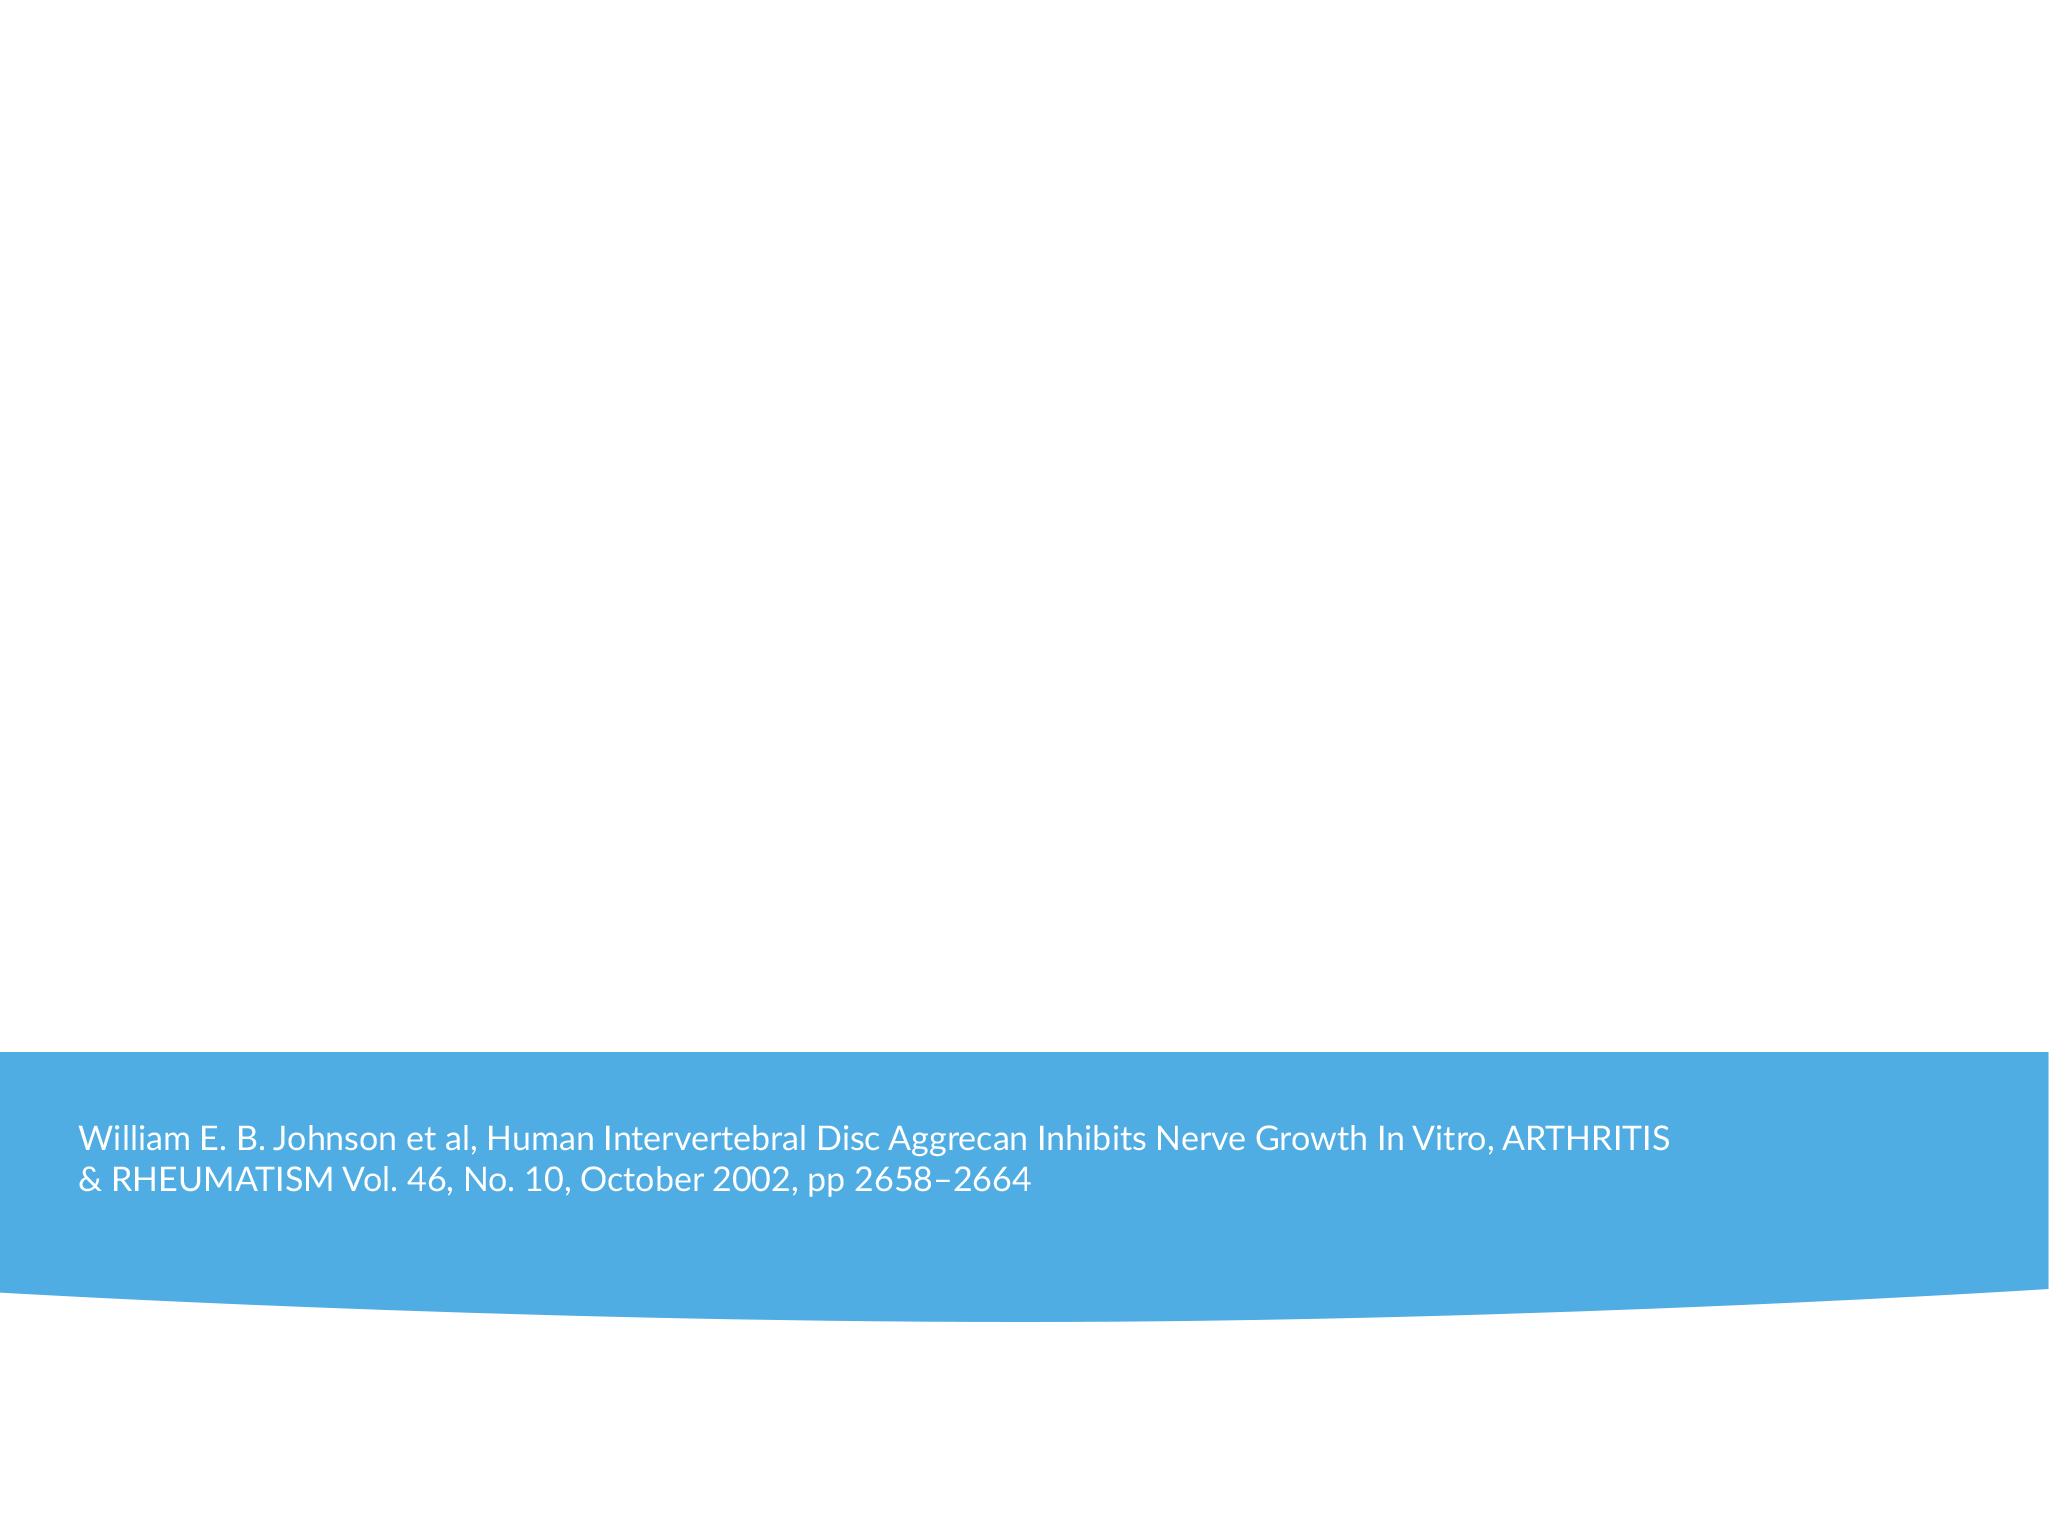 William E. B. Johnson et al, Human Intervertebral Disc Aggrecan Inhibits Nerve Growth In Vitro, ARTHRITIS
& RHEUMATISM Vol. 46, No. 10, October 2002, pp 2658–2664